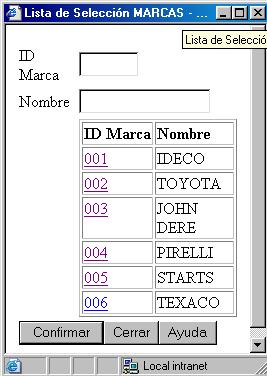 Lista de Selección MARCAS - ...
Lista de Selecció
ID
Marca
Nombre
ID Marca Nombre
001 IDECO
002 TOYOTA
003 JOHN
DERE
004 PIRELLI
005 STARTS
006 TEXACO
Confirmar Cerrar Ayuda
Local intranet